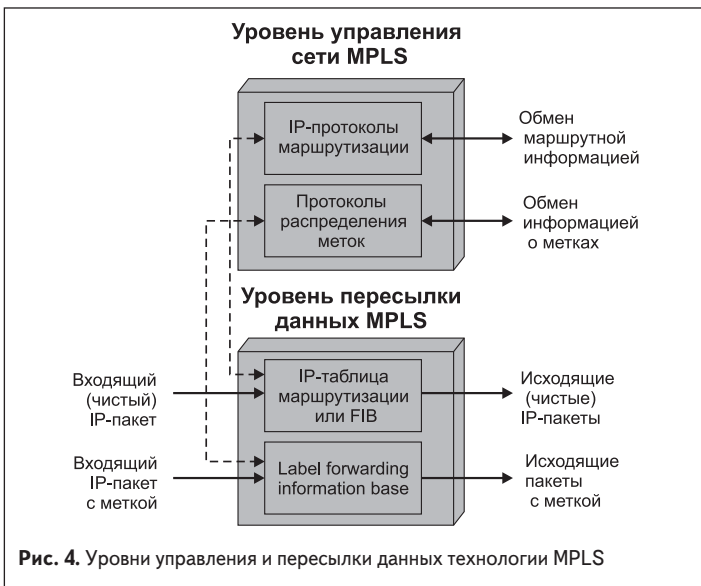 Уровень управления
сети MPLS
IP-протоколы
маршрутизации
Обмен
маршрутной
информацией
Протоколы
распределения
меток
Обмен
информацией
о метках
Уровень пересылки
данных MPLS
Входящий
(чистый)
IP-пакет
IP-таблица
маршрутизации
или FIB
Исходящие
(чистые)
IP-пакеты
Входящий
IP-пакет
с меткой
Label forwarding
information base
Исходящие
пакеты
с меткой
Рис. 4. Уровни управления и пересылки данных технологии MPLS